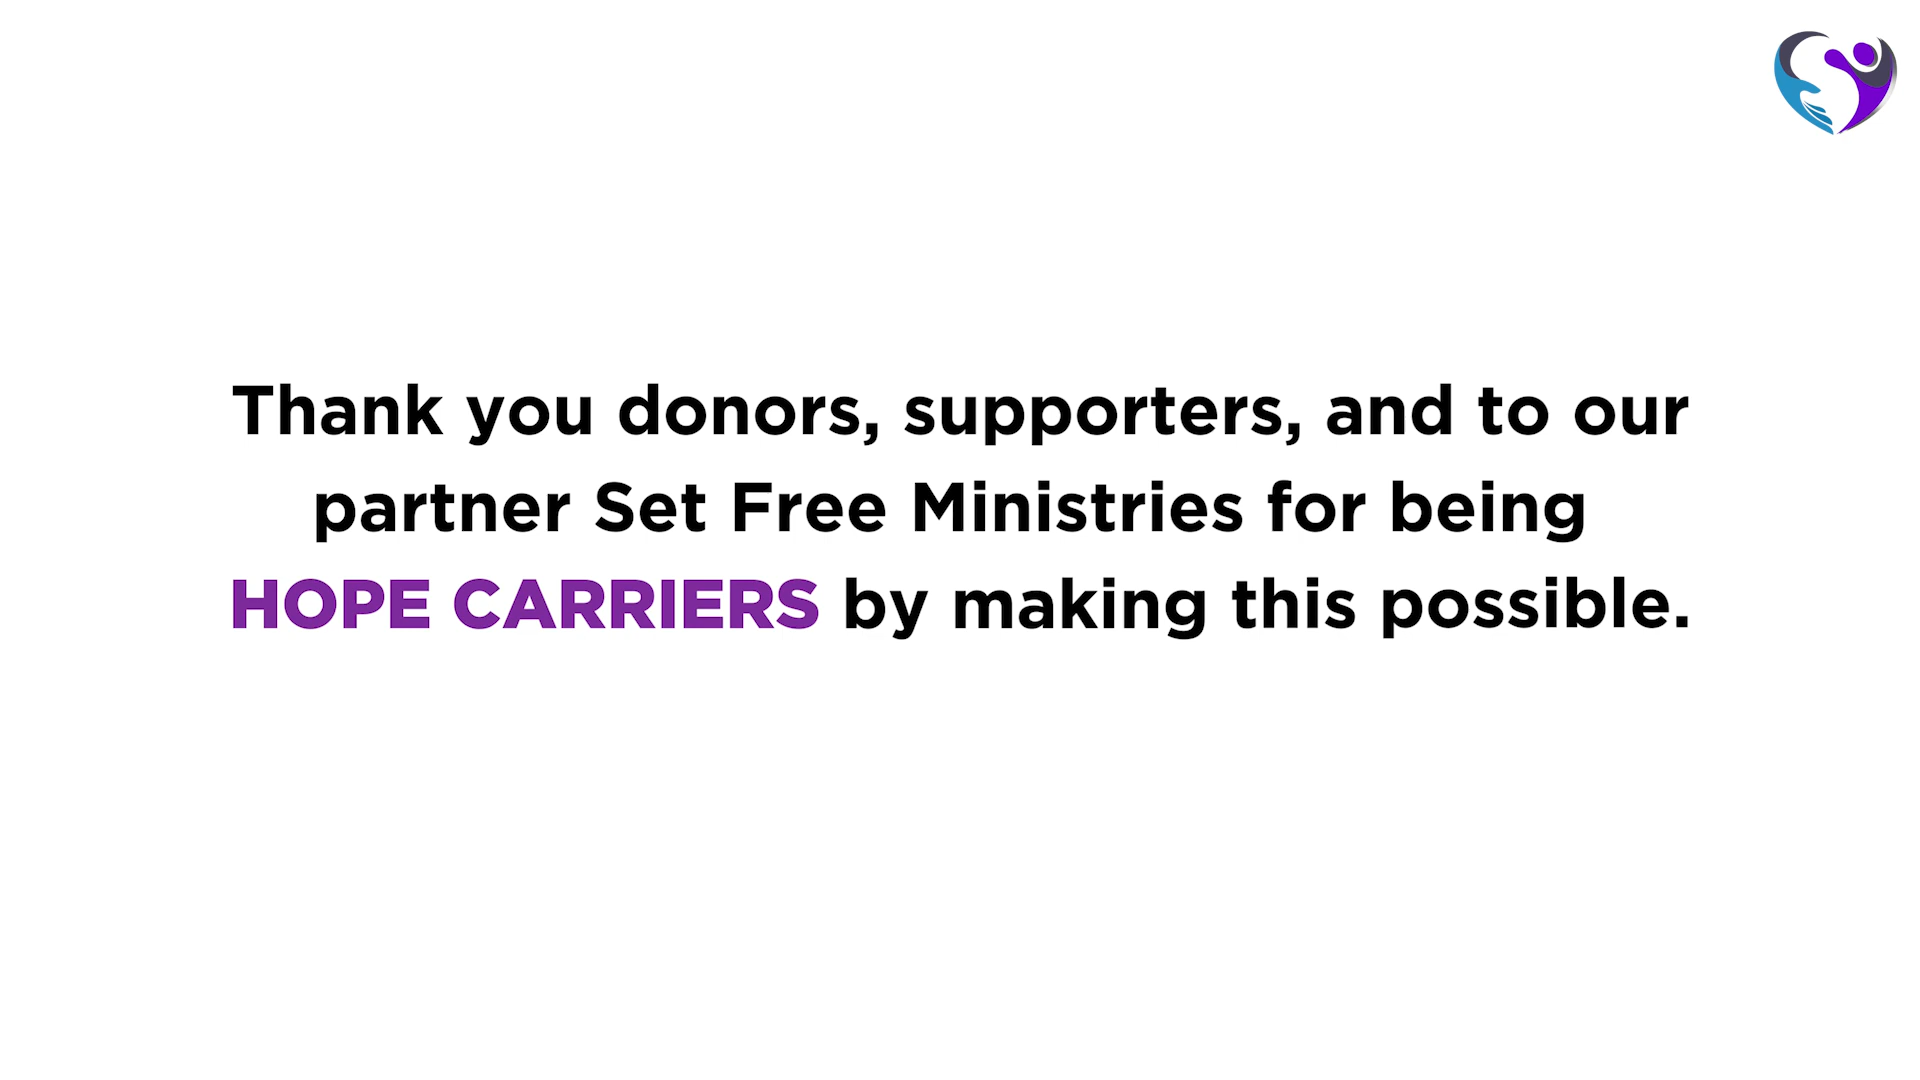 Thank you donors, supporters, and to our
partner Set Free Ministries for being
HOPE CARRIERS by making this possible.